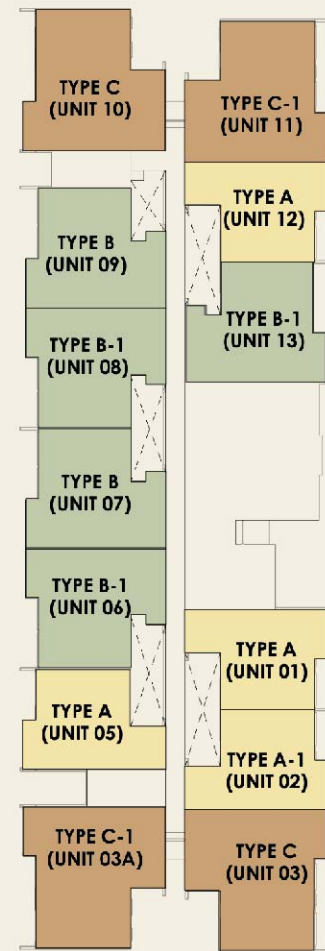 TYPE C
(UNIT 10)
TYPE C-1
(UNIT 11)
TYPE A
(UNIT 12)
TYPE B
(UNIT 09)
TYPE B-1
(UNIT 13)
TYPE B-1
(UNIT 08)
TYPE B
(UNIT 07)
TYPE B-1
(UNIT 06)
TYPE A
(UNIT 01)
TYPE A
(UNIT 05)
TYPE A-1
(UNIT 02)
TYPE C-1
(UNIT 03A)
TYPE C
(UNIT 03)